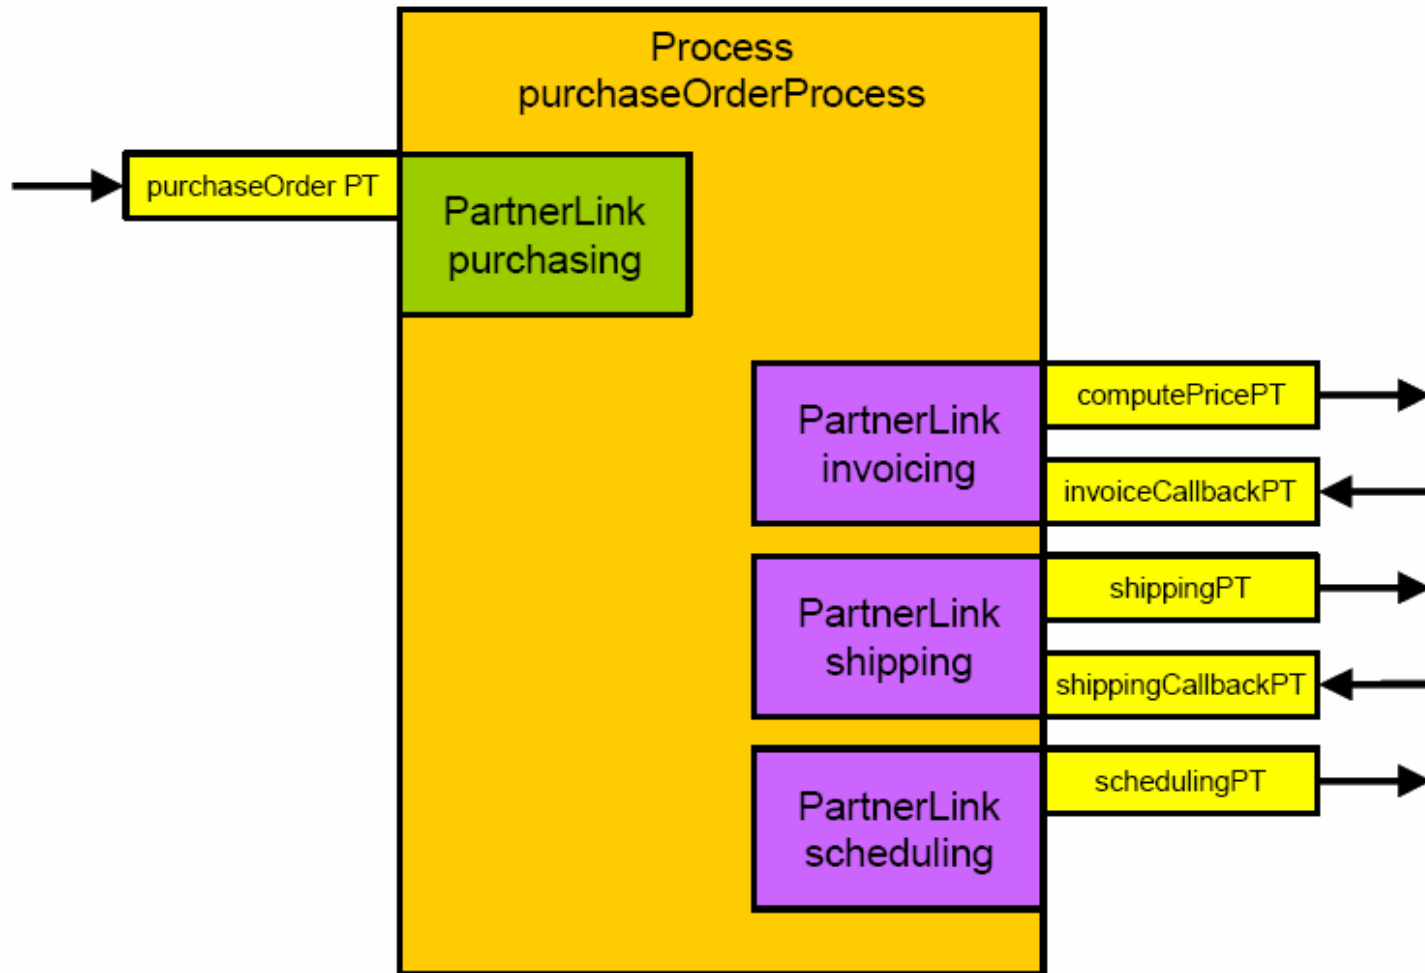 Process
purchaseOrderProcess
purchaseOrder PT
PartnerLink
purchasing
PartnerLink
invoicing
computePricePT
invoiceCallbackPT
PartnerLink
shipping
shippingPT
shippingCallbackPT
PartnerLink
scheduling
schedulingPT